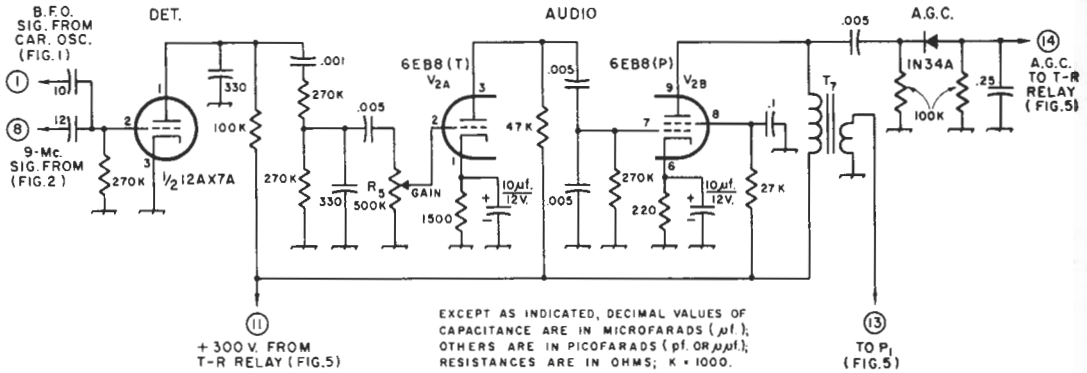 B.F.O.
SIG. FROM
CAR. OSC.
(FIG. 1)
1
10
8
12
9-Mc.
SIG. FROM
(FIG. 2)
270K
DET.
1
2
3
1/2 12AX7A
330
100K
.001
270K
270K
330
.005
R5
500K
GAIN
AUDIO
6EB8(T)
V2A
3
2
1
1500
+
10µf.
12V.
–
47K
.005
.005
270K
6EB8(P)
V2B
9
7
8
6
220
+
10µf.
12V.
–
.1
27K
T7
.005
A.G.C.
1N34A
100K
.25
14
A.G.C.
TO T-R
RELAY
(FIG.5)
11
+300 V. FROM
T-R RELAY (FIG.5)
EXCEPT AS INDICATED, DECIMAL VALUES OF
CAPACITANCE ARE IN MICROFARADS (µf.);
OTHERS ARE IN PICOFARADS (pf. OR µµf.);
RESISTANCES ARE IN OHMS; K = 1000.
13
TO P1
(FIG.5)